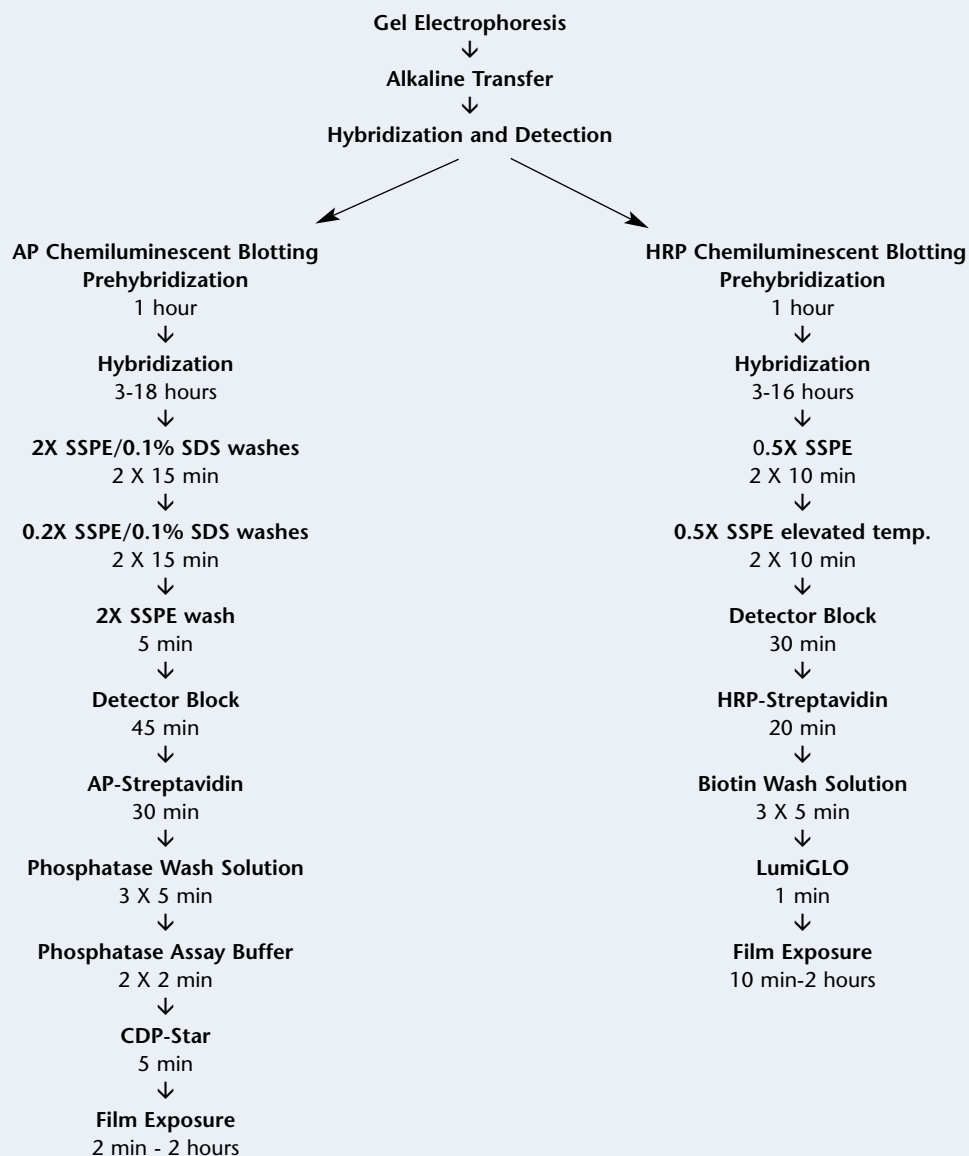 Gel Electrophoresis
↓
Alkaline Transfer
↓
Hybridization and Detection
AP Chemiluminescent Blotting
Prehybridization
1 hour
↓
Hybridization
3-18 hours
↓
2X SSPE/0.1% SDS washes
2 X 15 min
↓
0.2X SSPE/0.1% SDS washes
2 X 15 min
↓
2X SSPE wash
5 min
↓
Detector Block
45 min
↓
AP-Streptavidin
30 min
↓
Phosphatase Wash Solution
3 X 5 min
↓
Phosphatase Assay Buffer
2 X 2 min
↓
CDP-Star
5 min
↓
Film Exposure
2 min - 2 hours
HRP Chemiluminescent Blotting
Prehybridization
1 hour
↓
Hybridization
3-16 hours
↓
0.5X SSPE
2 X 10 min
↓
0.5X SSPE elevated temp.
2 X 10 min
↓
Detector Block
30 min
↓
HRP-Streptavidin
20 min
↓
Biotin Wash Solution
3 X 5 min
↓
LumiGLO
1 min
↓
Film Exposure
10 min-2 hours